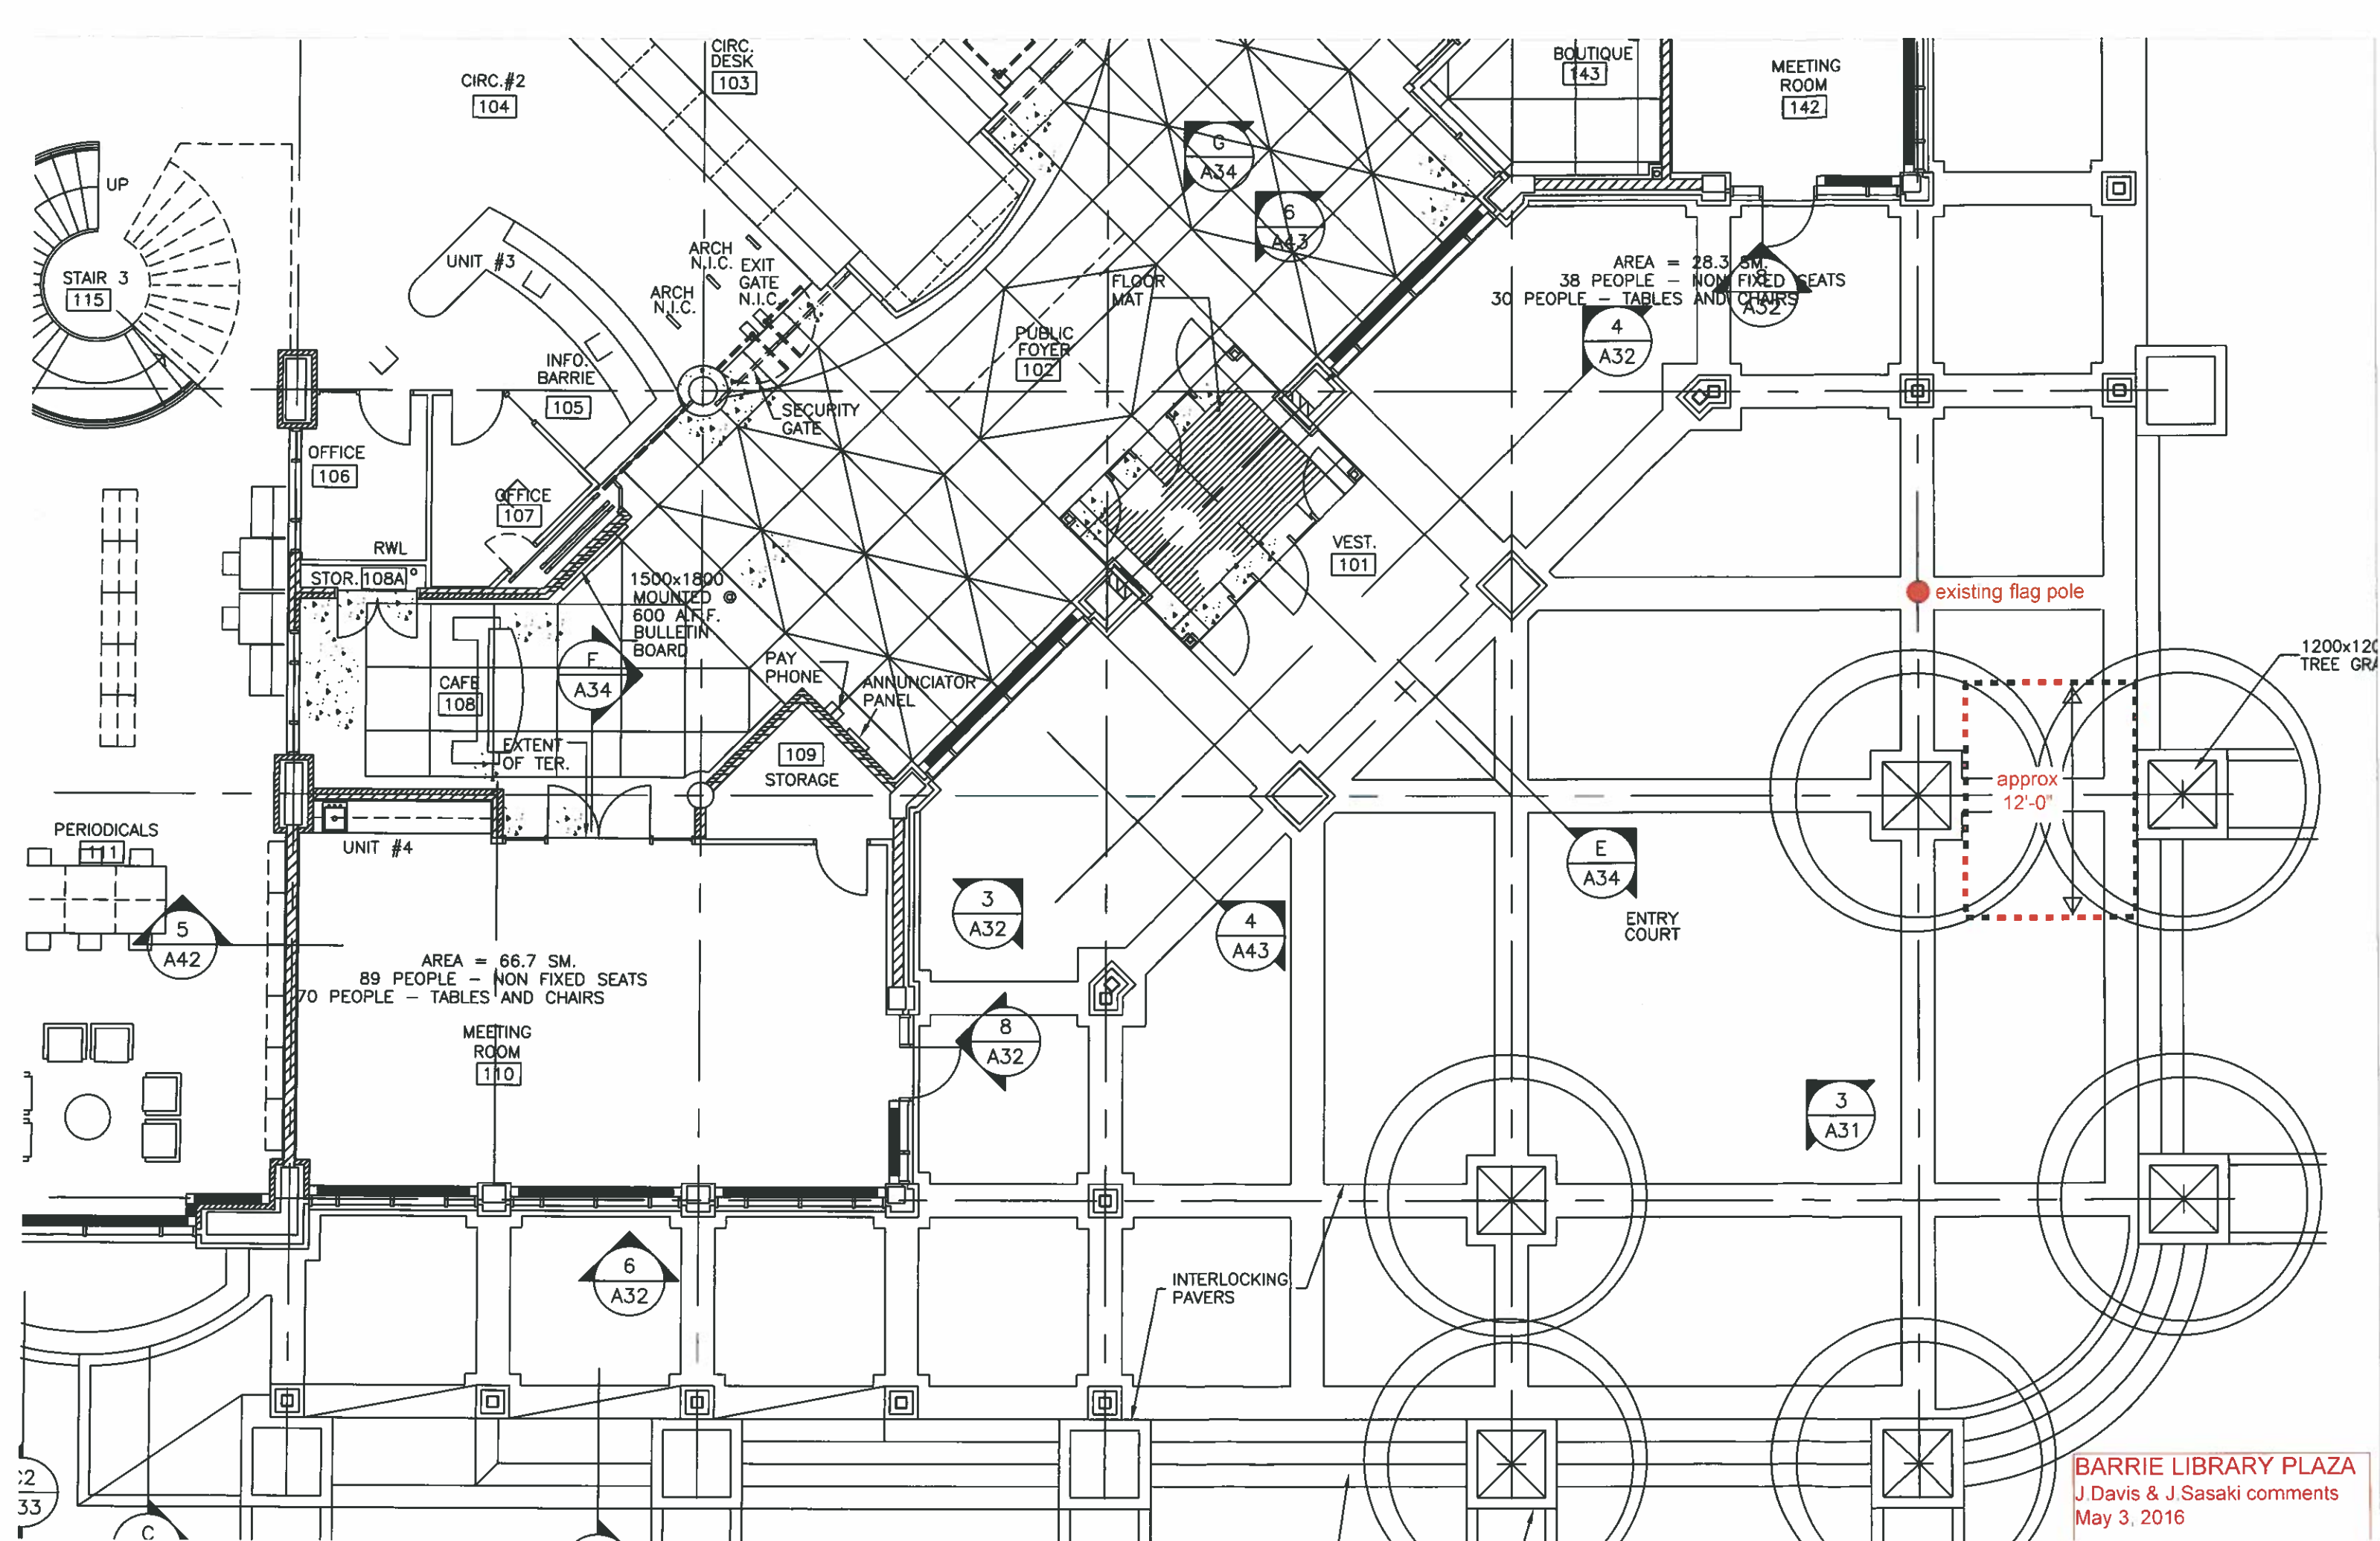 CIRC.
DESK
103
CIRC.#2
104
BOUTIQUE
143
MEETING
ROOM
142
UP
STAIR 3
115
UNIT #3
ARCH
N.I.C.
EXIT
GATE
N.I.C.
ARCH
N.I.C.
G
A34
6
A43
FLOOR
MAT
PUBLIC
FOYER
102
AREA = 28.3 SM.
38 PEOPLE – NON FIXED SEATS
30 PEOPLE – TABLES AND CHAIRS
8
A32
4
A32
INFO.
BARRIE
105
SECURITY
GATE
OFFICE
106
OFFICE
107
RWL
STOR. 108A
VEST.
101
1500x1800
MOUNTED @
600 A.F.F.
BULLETIN
BOARD
existing flag pole
1200x120
TREE GRA
F
A34
PAY
PHONE
ANNUNCIATOR
PANEL
CAFE
108
EXTENT
OF TER.
109
STORAGE
approx
12'-0"
PERIODICALS
111
UNIT #4
5
A42
3
A32
4
A43
E
A34
ENTRY
COURT
AREA = 66.7 SM.
89 PEOPLE – NON FIXED SEATS
70 PEOPLE – TABLES AND CHAIRS
MEETING
ROOM
110
8
A32
3
A31
6
A32
INTERLOCKING
PAVERS
33
C
BARRIE LIBRARY PLAZA
J.Davis & J.Sasaki comments
May 3, 2016